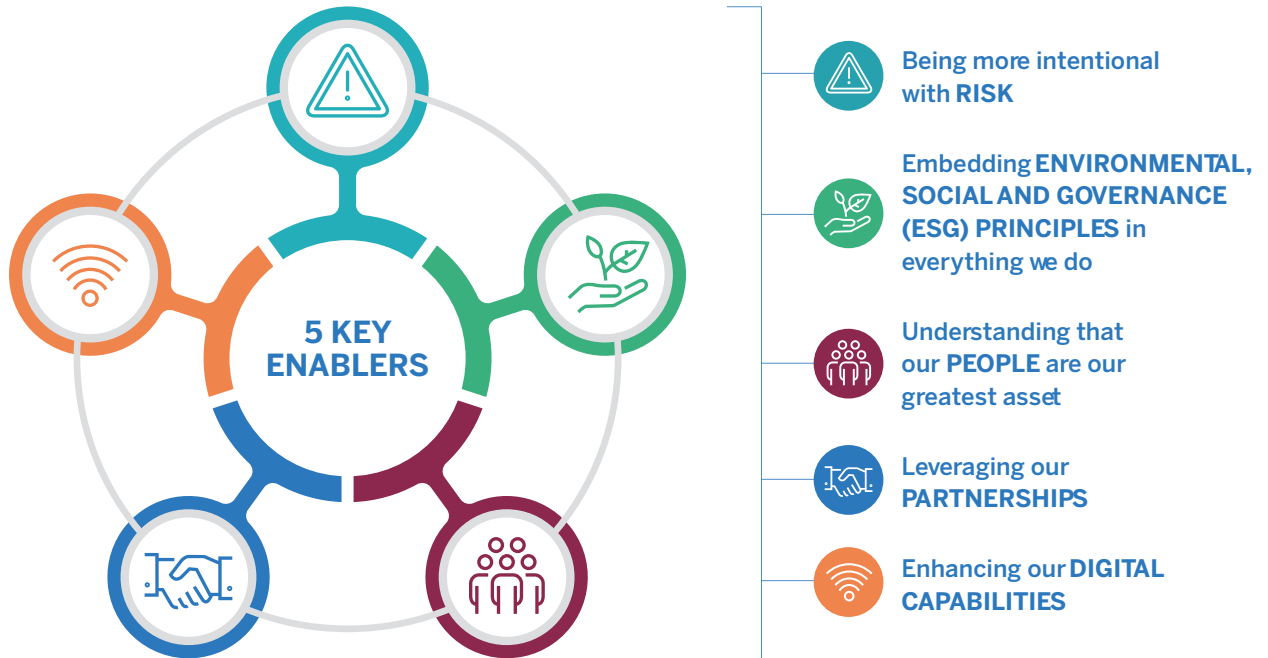 5 KEY
ENABLERS
Being more intentional
with RISK
Embedding ENVIRONMENTAL,
SOCIAL AND GOVERNANCE
(ESG) PRINCIPLES in
everything we do
Understanding that
our PEOPLE are our
greatest asset
Leveraging our
PARTNERSHIPS
Enhancing our DIGITAL
CAPABILITIES